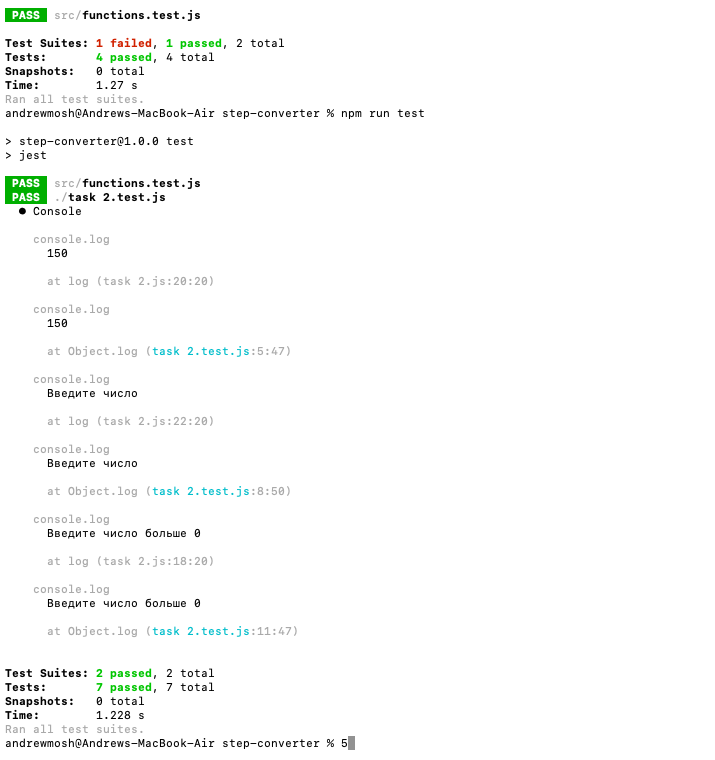 PASS src/functions.test.js
Test Suites: 1 failed, 1 passed, 2 total
Tests: 4 passed, 4 total
Snapshots: 0 total
Time: 1.27 s
Ran all test suites.
andrewmosh@Andrews-MacBook-Air step-converter % npm run test
> step-converter@1.0.0 test
> jest
PASS src/functions.test.js
PASS ./task 2.test.js
● Console
console.log
150
at log (task 2.js:20:20)
console.log
150
at Object.log (task 2.test.js:5:47)
console.log
Введите число
at log (task 2.js:22:20)
console.log
Введите число
at Object.log (task 2.test.js:8:50)
console.log
Введите число больше 0
at log (task 2.js:18:20)
console.log
Введите число больше 0
at Object.log (task 2.test.js:11:47)
Test Suites: 2 passed, 2 total
Tests: 7 passed, 7 total
Snapshots: 0 total
Time: 1.228 s
Ran all test suites.
andrewmosh@Andrews-MacBook-Air step-converter % 5